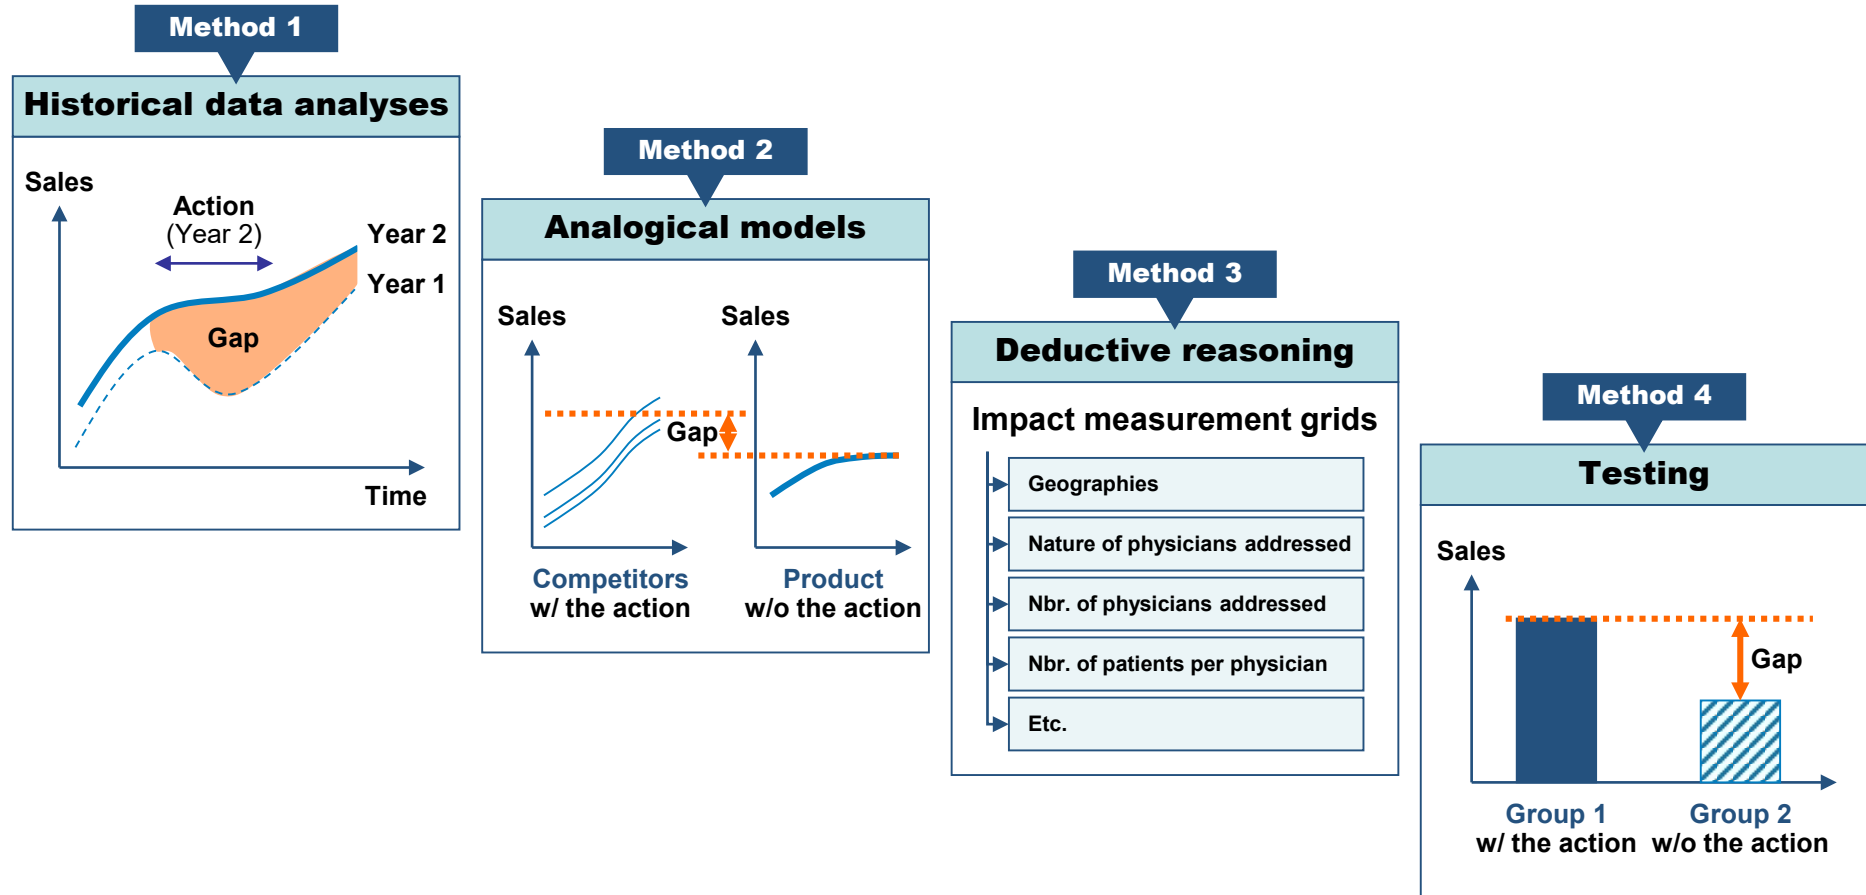 Method 1
Historical data analyses
Sales
Action
(Year 2)
Year 2
Year 1
Gap
Time
Method 2
Analogical models
Sales
Sales
Gap
Competitors
w/ the action
Product
w/o the action
Method 3
Deductive reasoning
Impact measurement grids
Geographies
Nature of physicians addressed
Nbr. of physicians addressed
Nbr. of patients per physician
Etc.
Method 4
Testing
Sales
Gap
Group 1
w/ the action
Group 2
w/o the action